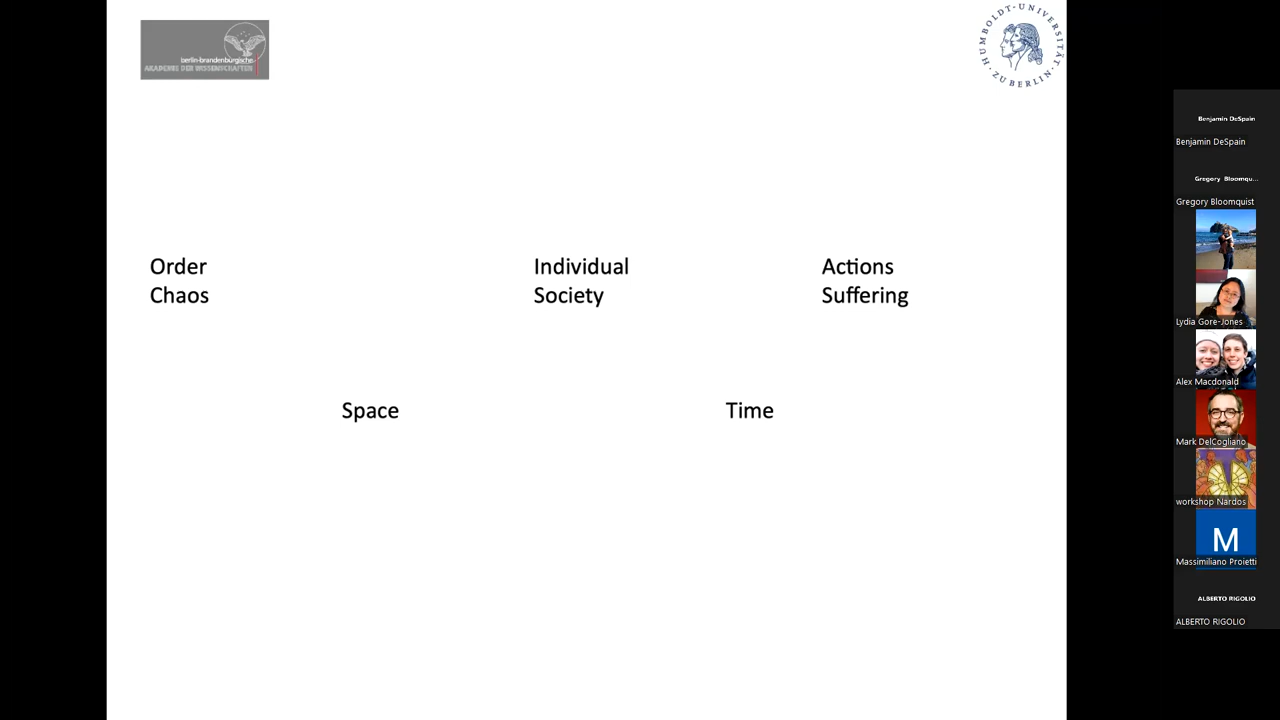 berlin-brandenburgische
AKADEMIE DER WISSENSCHAFTEN
HUMBOLDT-UNIVERSITÄT
ZU BERLIN
Order
Chaos
Individual
Society
Actions
Suffering
Space
Time
Benjamin DeSpain
Benjamin DeSpain
Gregory Bloomqu...
Gregory Bloomquist
Lydia Gore-Jones
Alex Macdonald
Mark DelCogliano
workshop Nardos
M
Massimiliano Proietti
ALBERTO RIGOLIO
ALBERTO RIGOLIO